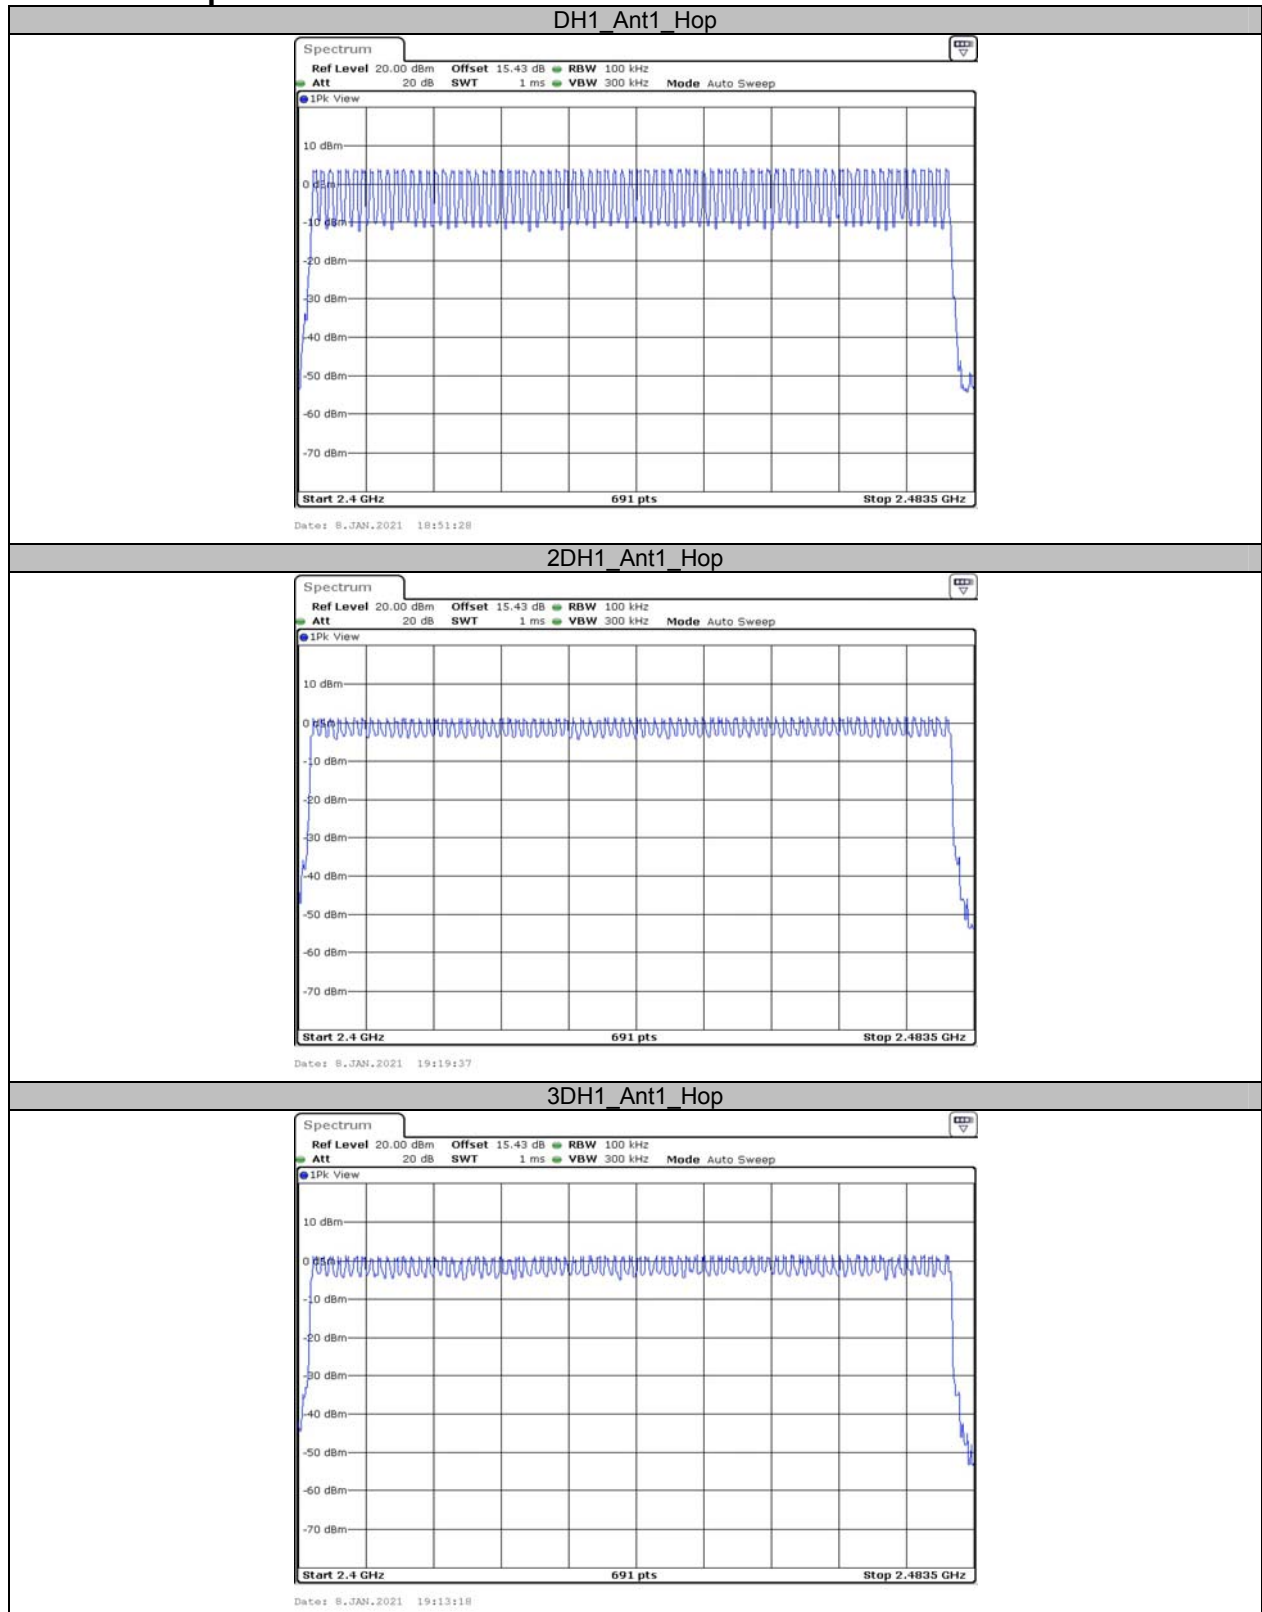 DH1_Ant1_Hop
Spectrum
Ref Level 20.00 dBm Offset 15.43 dB RBW 100 kHz
Att 20 dB SWT 1 ms VBW 300 kHz Mode Auto Sweep
1Pk View
10 dBm
0 dBm
-10 dBm
-20 dBm
-30 dBm
-40 dBm
-50 dBm
-60 dBm
-70 dBm
Start 2.4 GHz 691 pts Stop 2.4835 GHz
Date: 8.JAN.2021 18:51:28
2DH1_Ant1_Hop
Spectrum
Ref Level 20.00 dBm Offset 15.43 dB RBW 100 kHz
Att 20 dB SWT 1 ms VBW 300 kHz Mode Auto Sweep
1Pk View
10 dBm
0 dBm
-10 dBm
-20 dBm
-30 dBm
-40 dBm
-50 dBm
-60 dBm
-70 dBm
Start 2.4 GHz 691 pts Stop 2.4835 GHz
Date: 8.JAN.2021 19:19:37
3DH1_Ant1_Hop
Spectrum
Ref Level 20.00 dBm Offset 15.43 dB RBW 100 kHz
Att 20 dB SWT 1 ms VBW 300 kHz Mode Auto Sweep
1Pk View
10 dBm
0 dBm
-10 dBm
-20 dBm
-30 dBm
-40 dBm
-50 dBm
-60 dBm
-70 dBm
Start 2.4 GHz 691 pts Stop 2.4835 GHz
Date: 8.JAN.2021 19:13:18